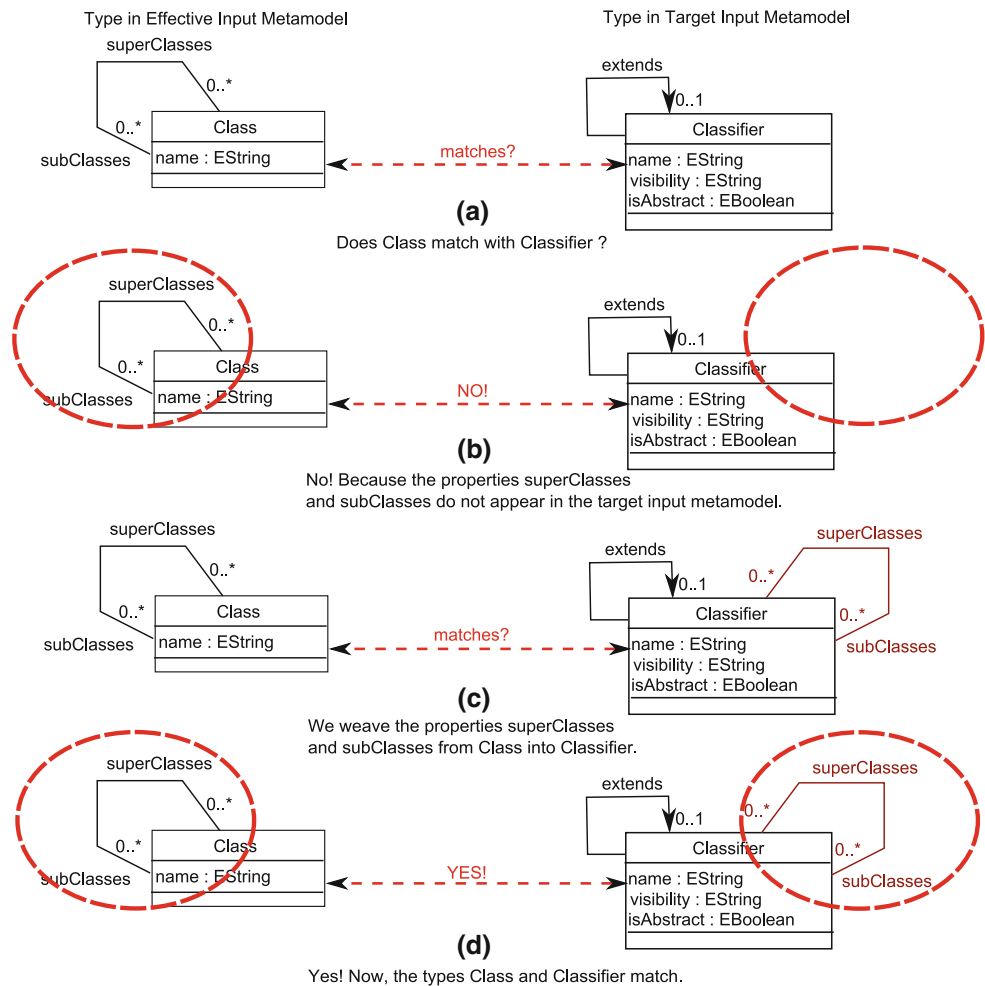 Type in Effective Input Metamodel
Type in Target Input Metamodel
superClasses
0..*
0..*
subClasses
Class
name : EString
matches?
extends
0..1
Classifier
name : EString
visibility : EString
isAbstract : EBoolean
(a)
Does Class match with Classifier ?
superClasses
0..*
0..*
subClasses
Class
name : EString
NO!
extends
0..1
Classifier
name : EString
visibility : EString
isAbstract : EBoolean
(b)
No! Because the properties superClasses
and subClasses do not appear in the target input metamodel.
superClasses
0..*
0..*
subClasses
Class
name : EString
matches?
extends
0..1
Classifier
name : EString
visibility : EString
isAbstract : EBoolean
superClasses
0..*
0..*
subClasses
(c)
We weave the properties superClasses
and subClasses from Class into Classifier.
superClasses
0..*
0..*
subClasses
Class
name : EString
YES!
extends
0..1
Classifier
name : EString
visibility : EString
isAbstract : EBoolean
superClasses
0..*
0..*
subClasses
(d)
Yes! Now, the types Class and Classifier match.